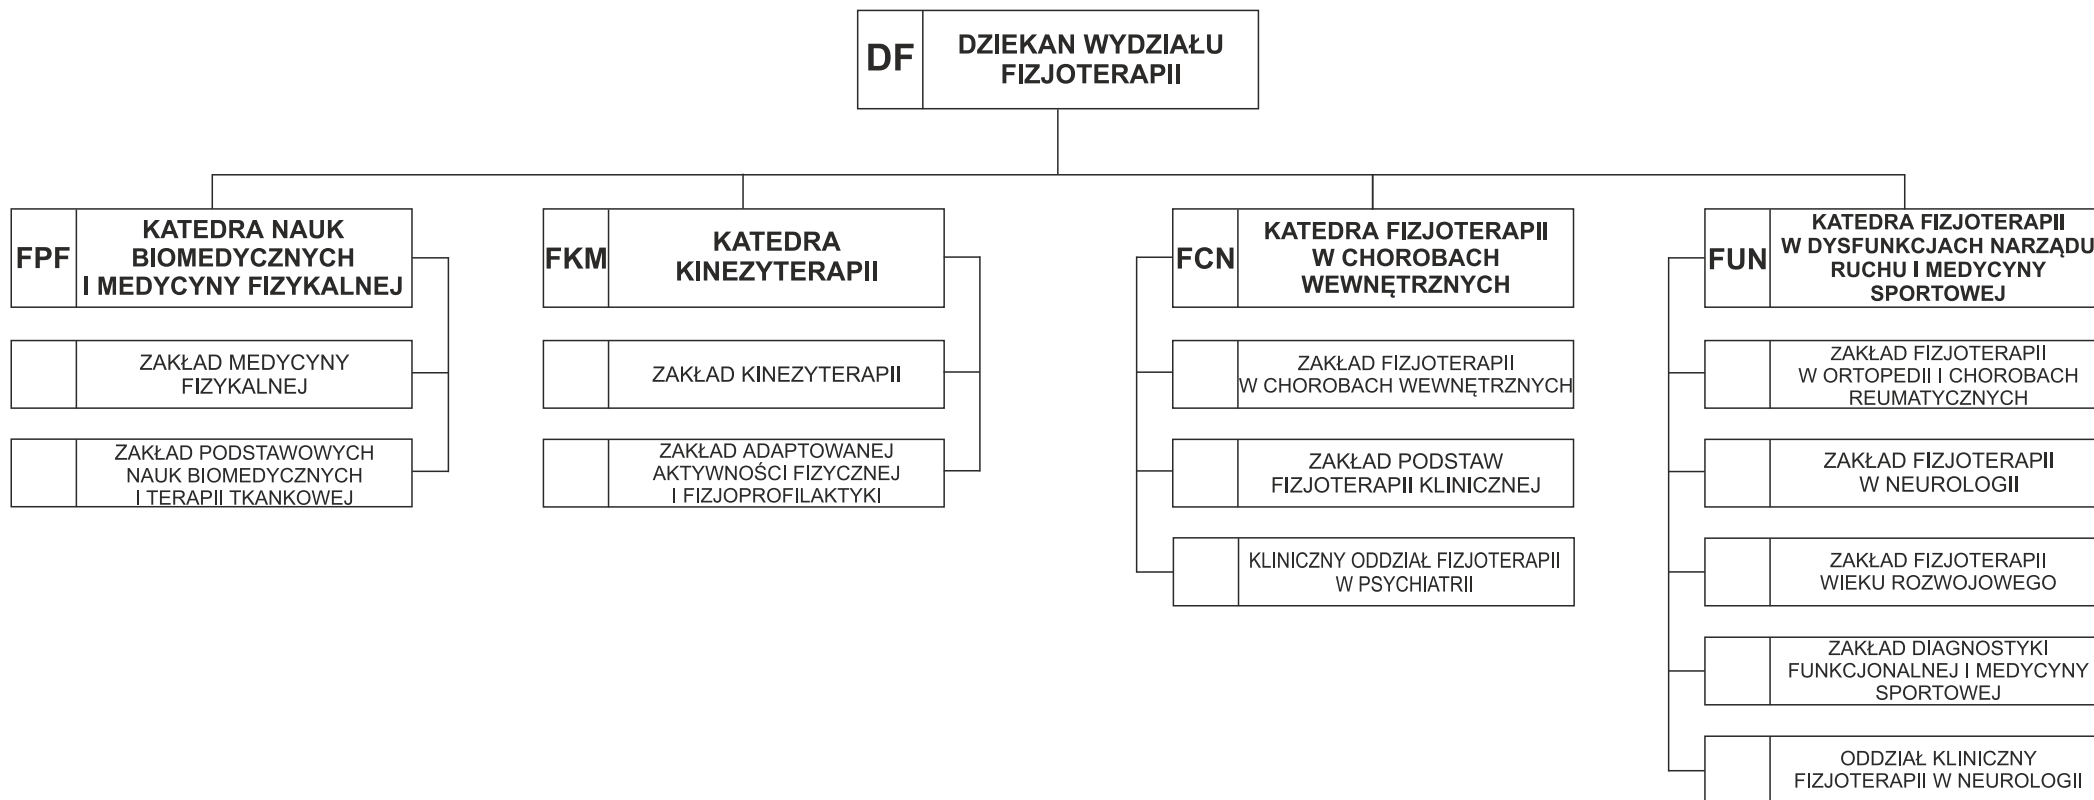 DF
DZIEKAN WYDZIAŁU
FIZJOTERAPII
FPF
KATEDRA NAUK
BIOMEDYCZNYCH
I MEDYCYNY FIZYKALNEJ
ZAKŁAD MEDYCYNY
FIZYKALNEJ
ZAKŁAD PODSTAWOWYCH
NAUK BIOMEDYCZNYCH
I TERAPII TKANKOWEJ
FKM
KATEDRA
KINEZYTERAPII
ZAKŁAD KINEZYTERAPII
ZAKŁAD ADAPTOWANEJ
AKTYWNOŚCI FIZYCZNEJ
I FIZJOPROFILAKTYKI
FCN
KATEDRA FIZJOTERAPII
W CHOROBACH
WEWNĘTRZNYCH
ZAKŁAD FIZJOTERAPII
W CHOROBACH WEWNĘTRZNYCH
ZAKŁAD PODSTAW
FIZJOTERAPII KLINICZNEJ
KLINICZNY ODDZIAŁ FIZJOTERAPII
W PSYCHIATRII
FUN
KATEDRA FIZJOTERAPII
W DYSFUNKCJACH NARZĄDU
RUCHU I MEDYCYNY
SPORTOWEJ
ZAKŁAD FIZJOTERAPII
W ORTOPEDII I CHOROBACH
REUMATYCZNYCH
ZAKŁAD FIZJOTERAPII
W NEUROLOGII
ZAKŁAD FIZJOTERAPII
WIEKU ROZWOJOWEGO
ZAKŁAD DIAGNOSTYKI
FUNKCJONALNEJ I MEDYCYNY
SPORTOWEJ
ODDZIAŁ KLINICZNY
FIZJOTERAPII W NEUROLOGII